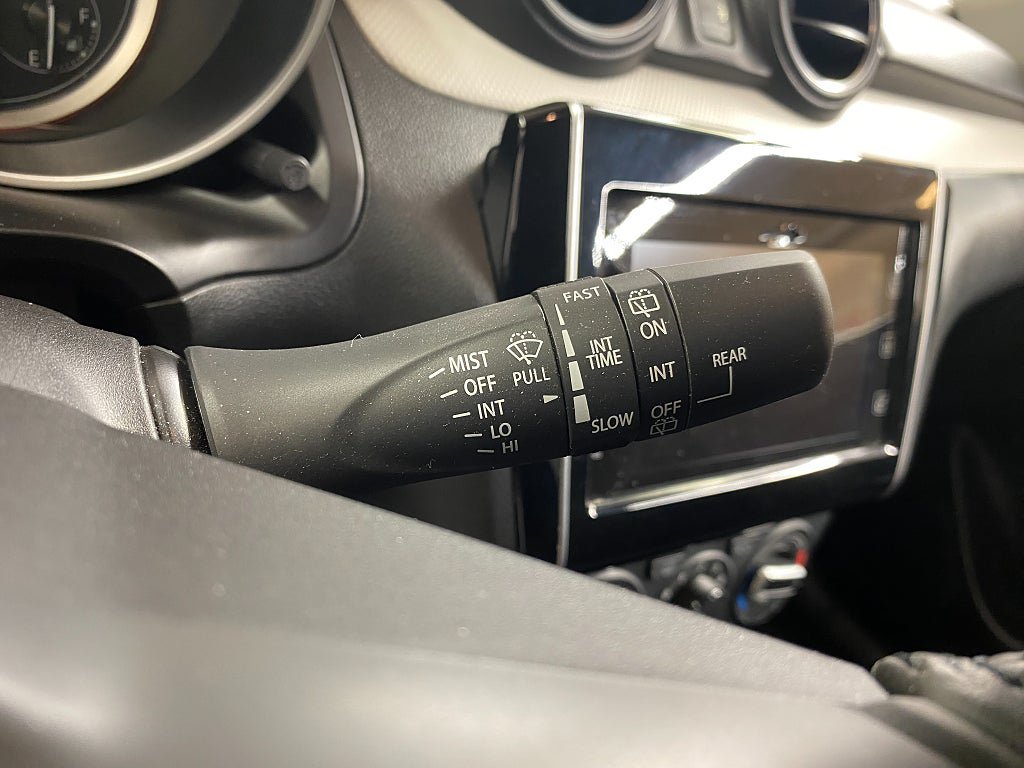 F
E
MIST
OFF
INT
LO
HI
PULL
FAST
INT
TIME
SLOW
ON
INT
OFF
REAR